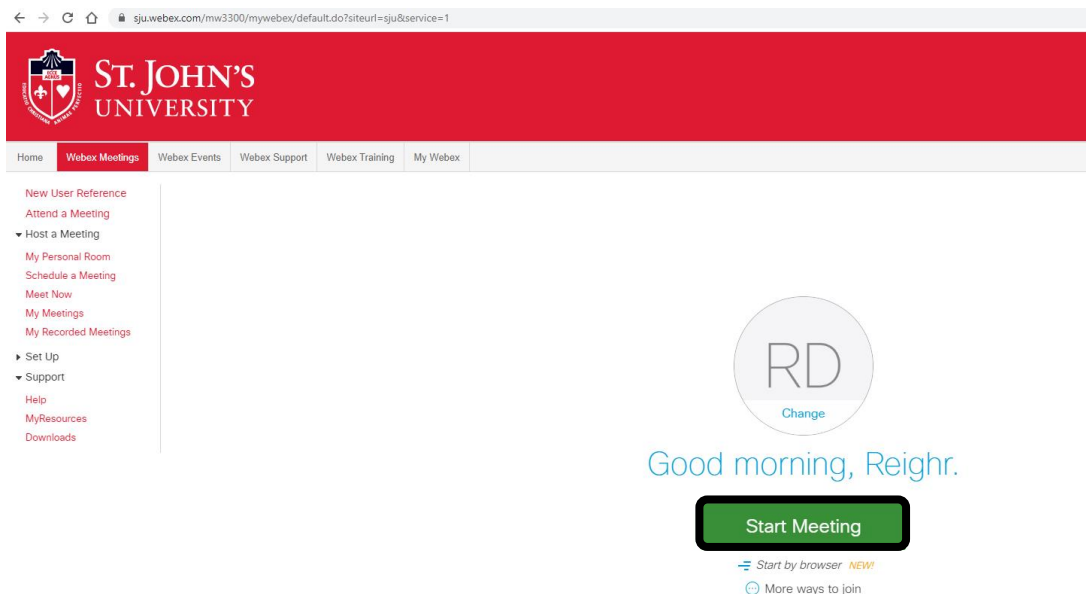 sju.webex.com/mw3300/mywebex/default.do?siteurl=sju&service=1
ST. JOHN'S
UNIVERSITY
Home Webex Meetings Webex Events Webex Support Webex Training My Webex
New User Reference
Attend a Meeting
Host a Meeting
My Personal Room
Schedule a Meeting
Meet Now
My Meetings
My Recorded Meetings
Set Up
Support
Help
MyResources
Downloads
RD
Change
Good morning, Reighr.
Start Meeting
Start by browser NEW!
More ways to join